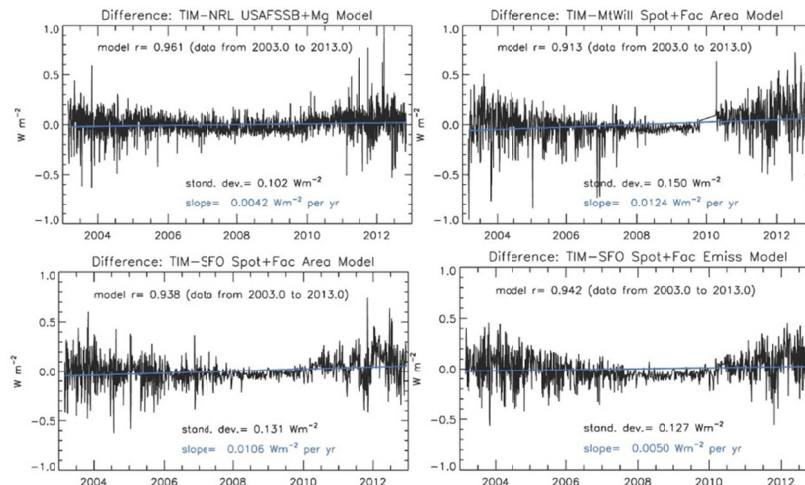 Difference: TIM-NRL USAFSSB+Mg Model
model r= 0.961 (data from 2003.0 to 2013.0)
W m-2
1.0
0.5
0.0
-0.5
-1.0
stand. dev.= 0.102 Wm-2
slope= 0.0042 Wm-2 per yr
2004 2006 2008 2010 2012
Difference: TIM-MtWill Spot+Fac Area Model
model r= 0.913 (data from 2003.0 to 2013.0)
W m-2
1.0
0.5
0.0
-0.5
-1.0
stand. dev.= 0.150 Wm-2
slope= 0.0124 Wm-2 per yr
2004 2006 2008 2010 2012
Difference: TIM-SFO Spot+Fac Area Model
model r= 0.938 (data from 2003.0 to 2013.0)
W m-2
1.0
0.5
0.0
-0.5
-1.0
stand. dev.= 0.131 Wm-2
slope= 0.0106 Wm-2 per yr
2004 2006 2008 2010 2012
Difference: TIM-SFO Spot+Fac Emiss Model
model r= 0.942 (data from 2003.0 to 2013.0)
W m-2
1.0
0.5
0.0
-0.5
-1.0
stand. dev.= 0.127 Wm-2
slope= 0.0050 Wm-2 per yr
2004 2006 2008 2010 2012